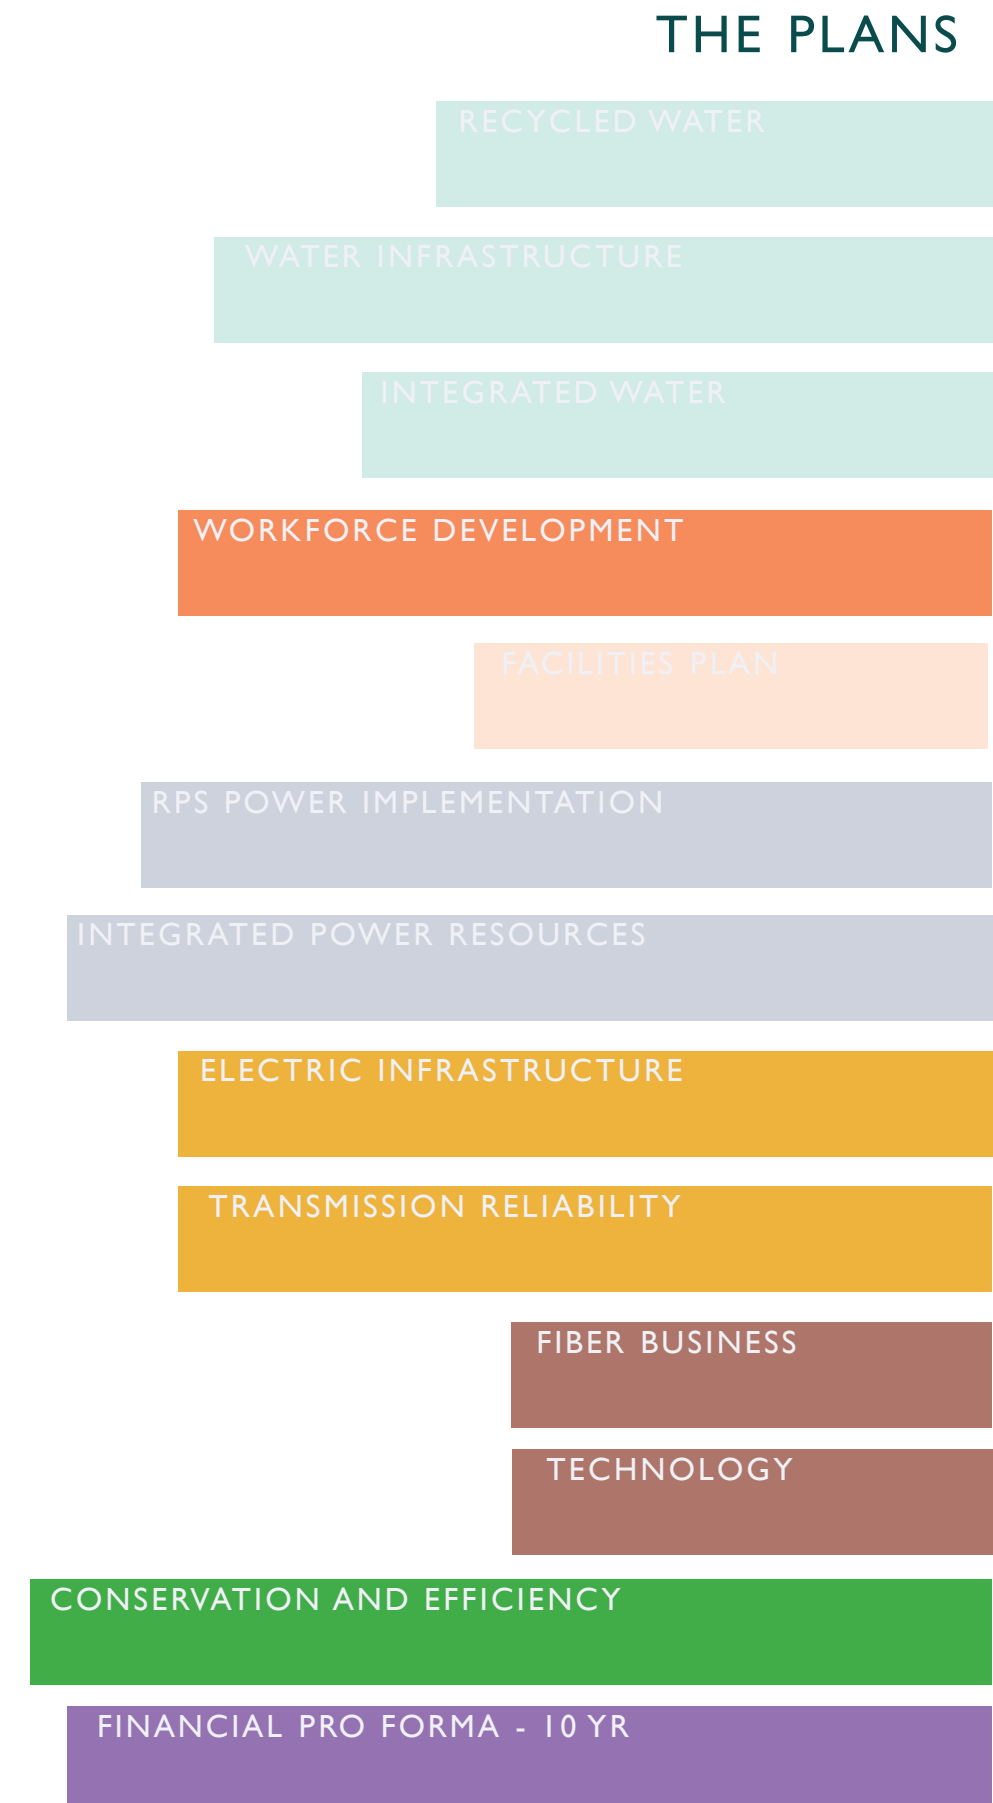 THE PLANS
RECYCLED WATER
WATER INFRASTRUCTURE
INTEGRATED WATER
WORKFORCE DEVELOPMENT
FACILITIES PLAN
RPS POWER IMPLEMENTATION
INTEGRATED POWER RESOURCES
ELECTRIC INFRASTRUCTURE
TRANSMISSION RELIABILITY
FIBER BUSINESS
TECHNOLOGY
CONSERVATION AND EFFICIENCY
FINANCIAL PRO FORMA - 10 YR